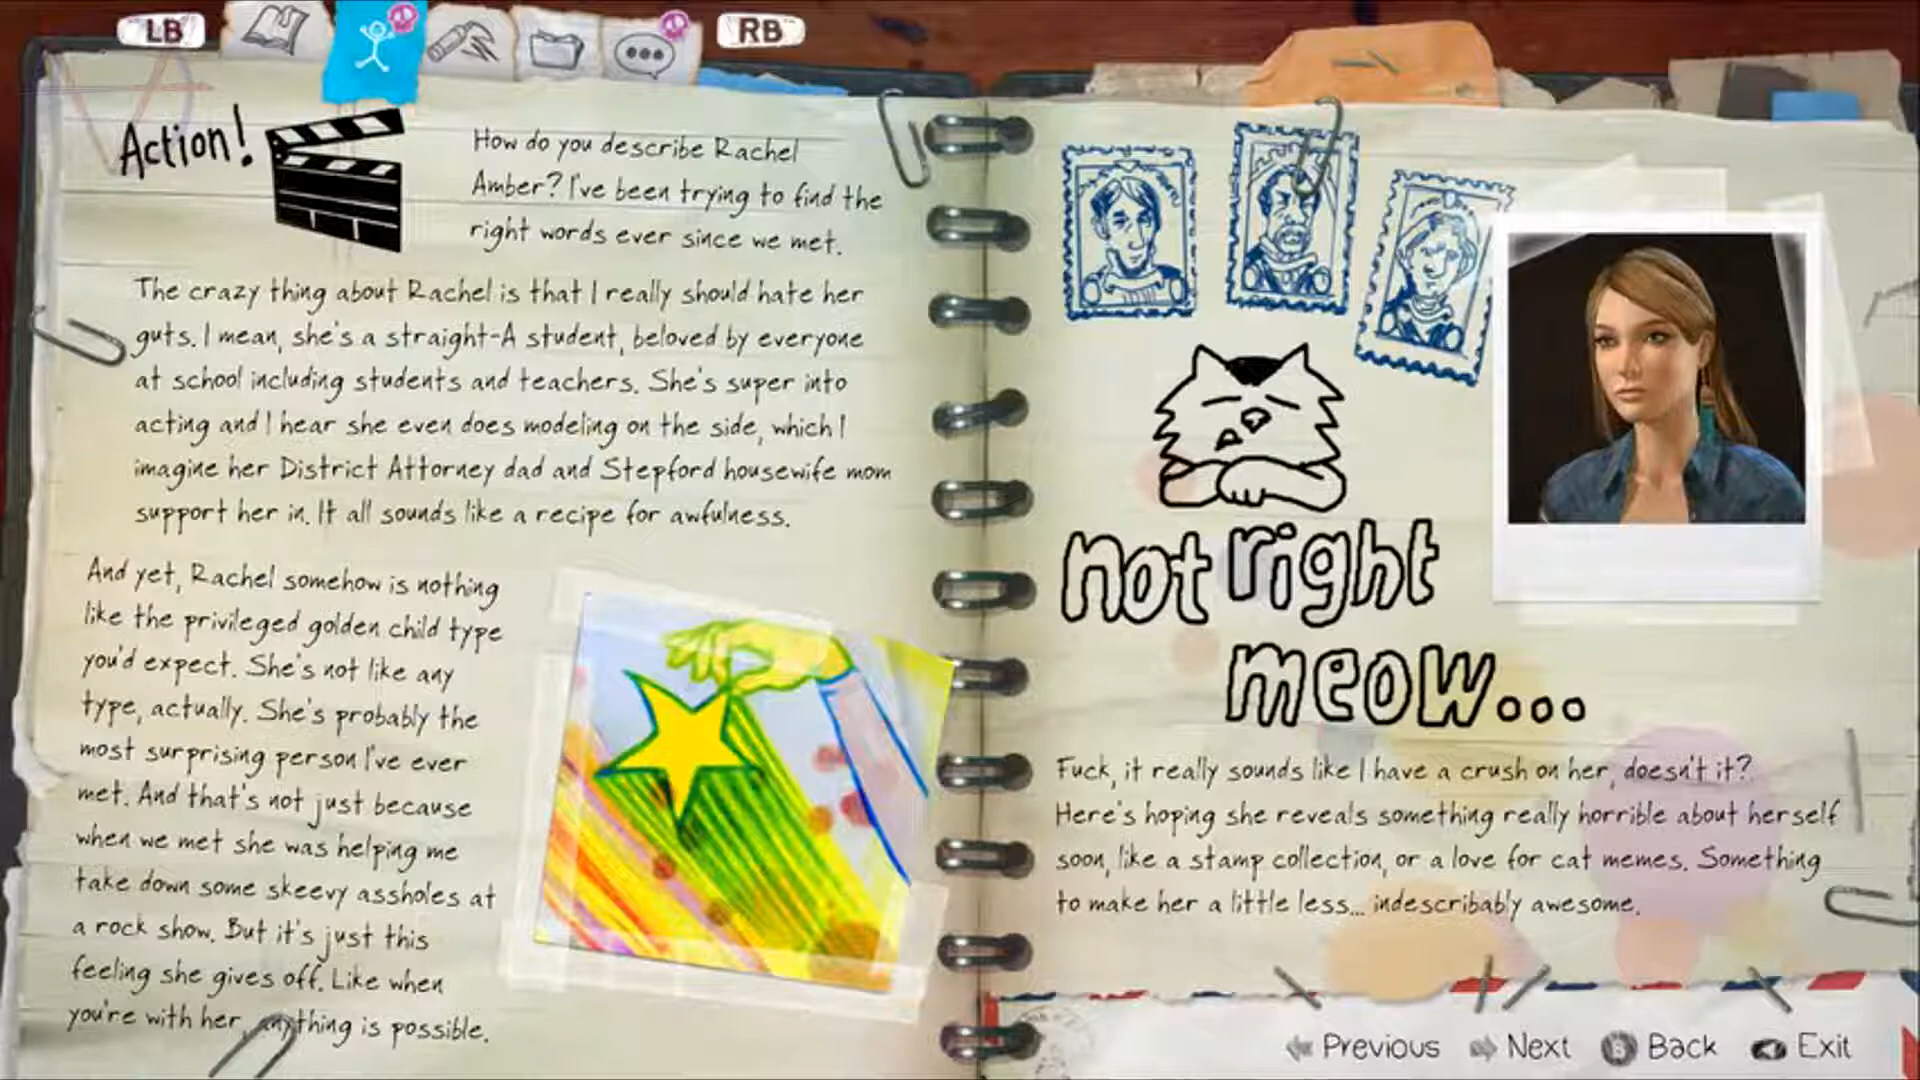 LB
RB
Action!
How do you describe Rachel
Amber? I've been trying to find the
right words ever since we met.
The crazy thing about Rachel is that I really should hate her
guts. I mean, she's a straight-A student, beloved by everyone
at school including students and teachers. She's super into
acting and I hear she even does modeling on the side, which I
imagine her District Attorney dad and Stepford housewife mom
support her in. It all sounds like a recipe for awfulness.
And yet, Rachel somehow is nothing
like the privileged golden child type
you'd expect. She's not like any
type, actually. She's probably the
most surprising person I've ever
met. And that's not just because
when we met she was helping me
take down some skeevy assholes at
a rock show. But it's just this
feeling she gives off. Like when
you're with her, anything is possible.
not right
meow...
Fuck, it really sounds like I have a crush on her, doesn't it?
Here's hoping she reveals something really horrible about herself
soon, like a stamp collection, or a love for cat memes. Something
to make her a little less... indescribably awesome.
Previous
Next
B Back
Exit